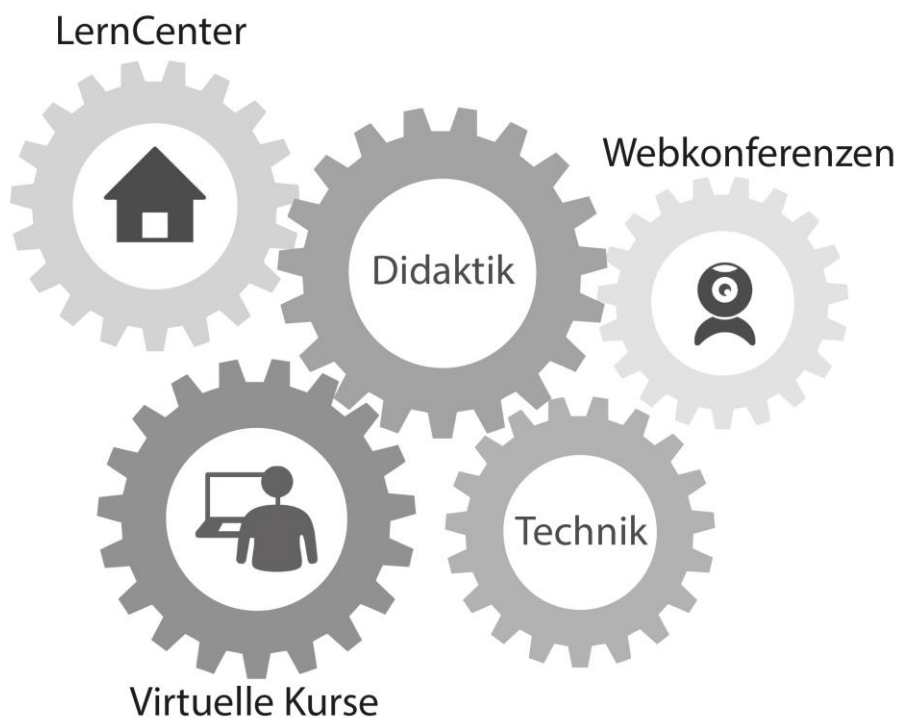 LernCenter
Webkonferenzen
Didaktik
Technik
Virtuelle Kurse